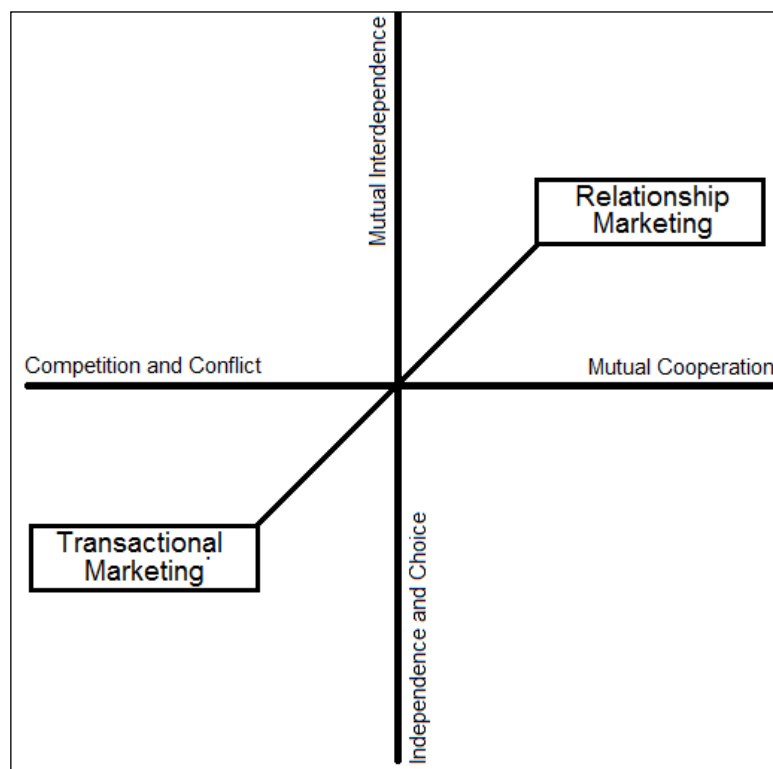 Mutual Interdependence
Relationship
Marketing
Competition and Conflict
Mutual Cooperation
Transactional
Marketing
Independence and Choice